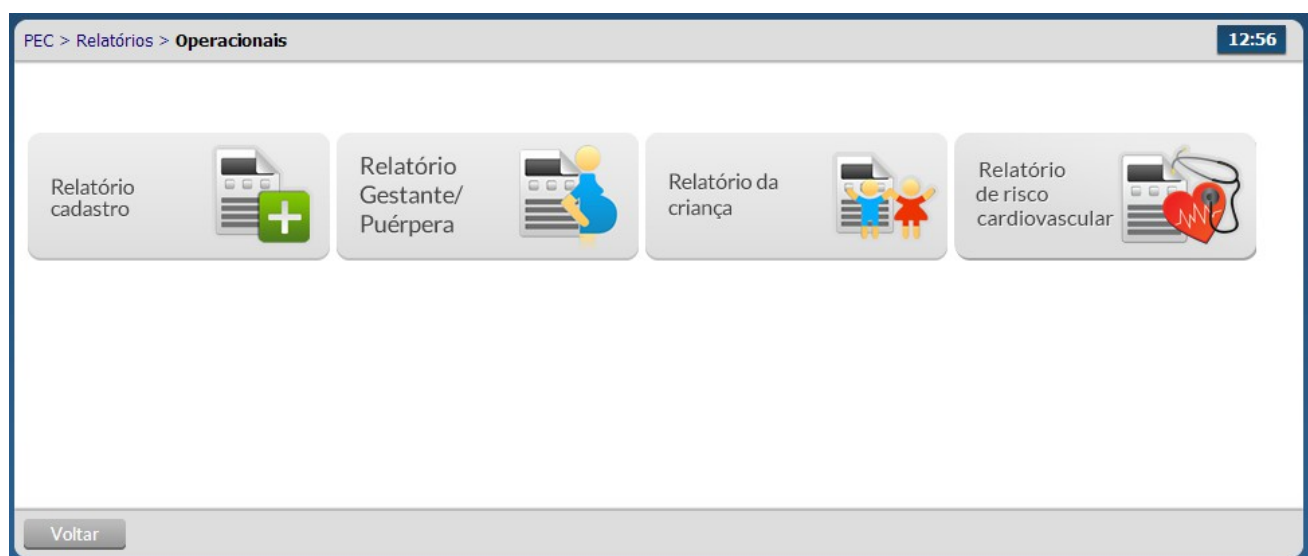 PEC > Relatórios > Operacionais
12:56
Relatório
cadastro
Relatório
Gestante/
Puérpera
Relatório da
criança
Relatório
de risco
cardiovascular
Voltar